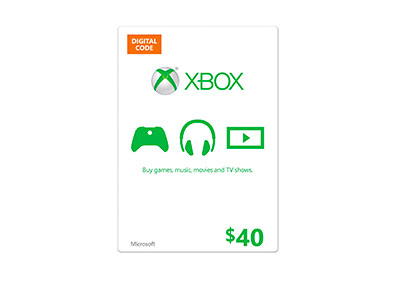 DIGITAL
CODE
XBOX
Buy games, music, movies and TV shows.
$40
Microsoft